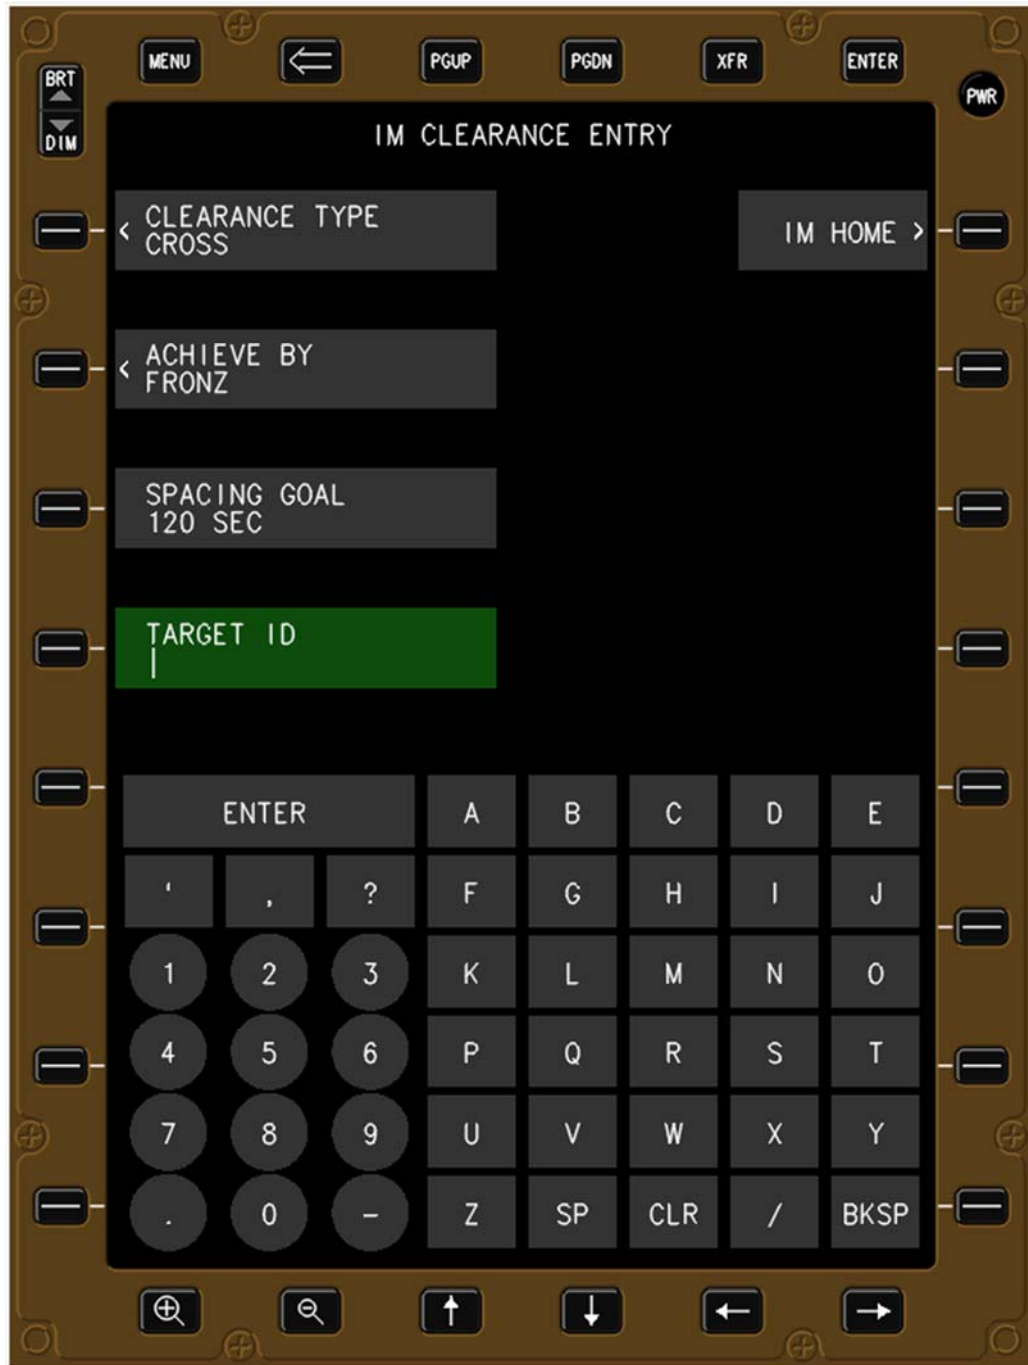 MENU PGUP PGDN XFR ENTER
BRT
DIM
PWR
IM CLEARANCE ENTRY
< CLEARANCE TYPE
CROSS
IM HOME >
< ACHIEVE BY
FRONZ
SPACING GOAL
120 SEC
TARGET ID
ENTER A B C D E
' , ? F G H I J
1 2 3 K L M N O
4 5 6 P Q R S T
7 8 9 U V W X Y
. 0 - Z SP CLR / BKSP